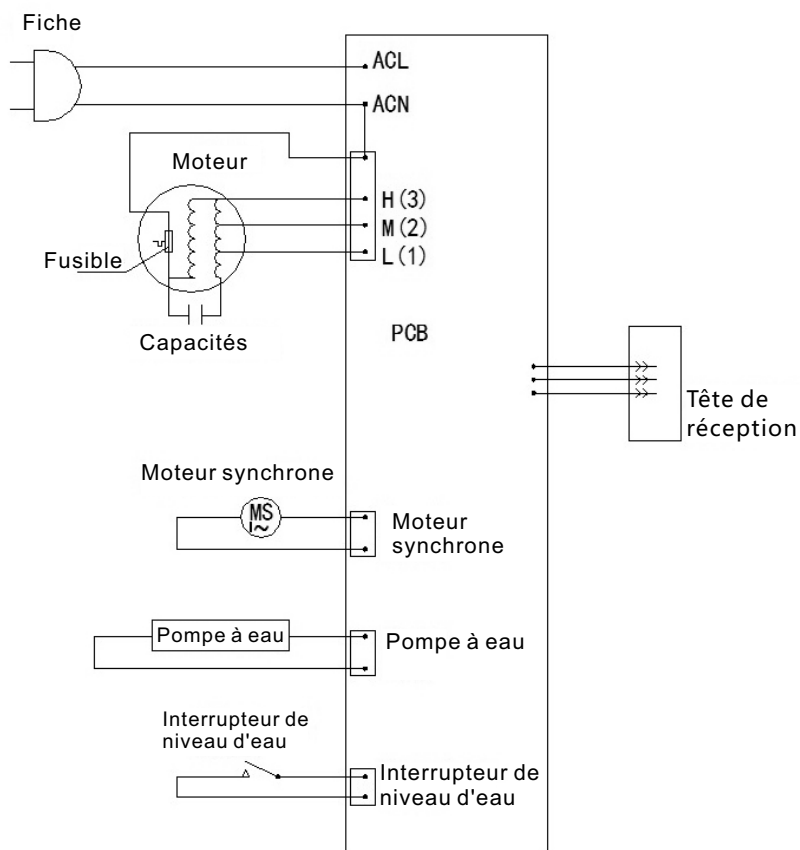 Fiche
ACL
ACN
Moteur
H(3)
M(2)
L(1)
Fusible
Capacités
PCB
Tête de
réception
Moteur synchrone
MS
1~
Moteur
synchrone
Pompe à eau
Pompe à eau
Interrupteur de
niveau d'eau
Interrupteur de
niveau d'eau